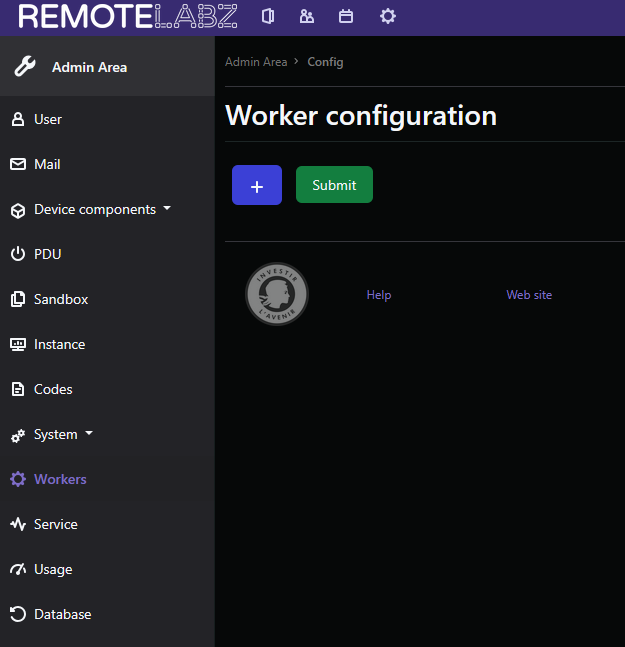 REMOTELABZ
Admin Area
User
Mail
Device components
PDU
Sandbox
Instance
Codes
System
Workers
Service
Usage
Database
Admin Area > Config
Worker configuration
+ Submit
INVESTIR
L'AVENIR
Help Web site